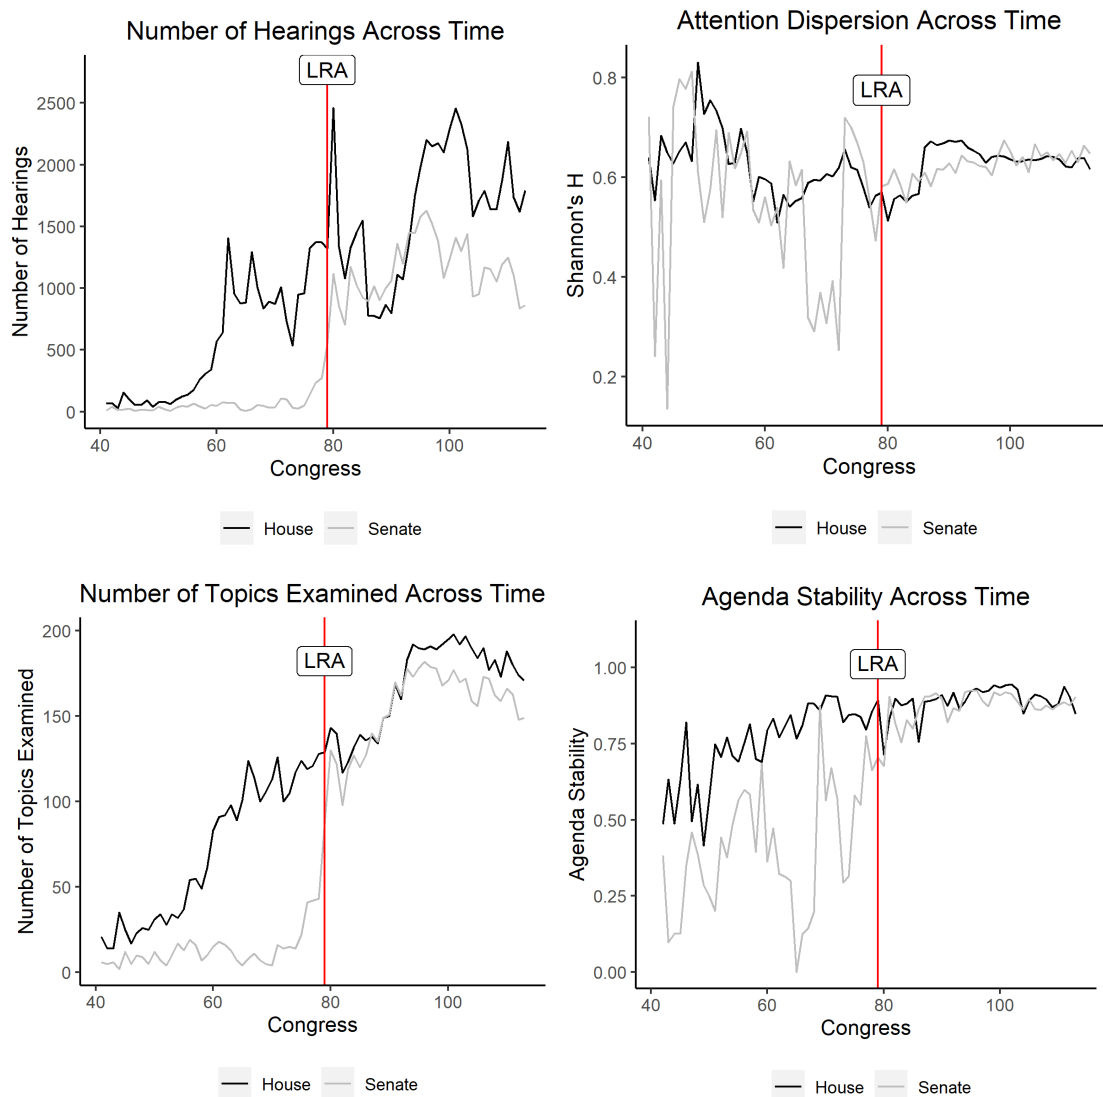 Number of Hearings Across Time
LRA
2500
2000
1500
1000
500
0
Number of Hearings
40 60 80 100
Congress
House Senate
Attention Dispersion Across Time
LRA
0.8
0.6
0.4
0.2
Shannon's H
40 60 80 100
Congress
House Senate
Number of Topics Examined Across Time
LRA
200
150
100
50
0
Number of Topics Examined
40 60 80 100
Congress
House Senate
Agenda Stability Across Time
LRA
1.00
0.75
0.50
0.25
0.00
Agenda Stability
40 60 80 100
Congress
House Senate